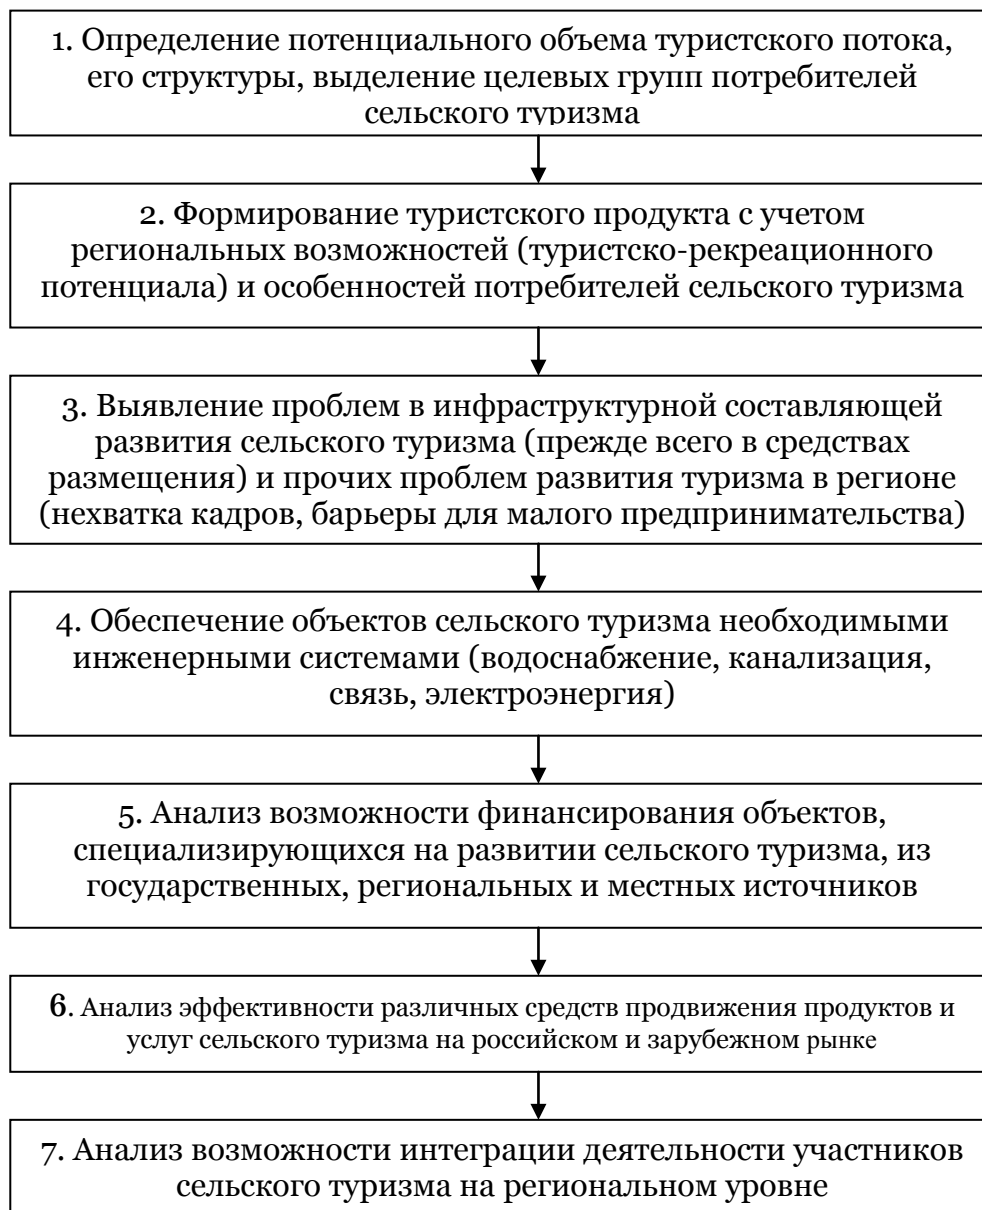 1. Определение потенциального объема туристского потока,
его структуры, выделение целевых групп потребителей
сельского туризма
2. Формирование туристского продукта с учетом
региональных возможностей (туристско-рекреационного
потенциала) и особенностей потребителей сельского туризма
3. Выявление проблем в инфраструктурной составляющей
развития сельского туризма (прежде всего в средствах
размещения) и прочих проблем развития туризма в регионе
(нехватка кадров, барьеры для малого предпринимательства)
4. Обеспечение объектов сельского туризма необходимыми
инженерными системами (водоснабжение, канализация,
связь, электроэнергия)
5. Анализ возможности финансирования объектов,
специализирующихся на развитии сельского туризма, из
государственных, региональных и местных источников
6. Анализ эффективности различных средств продвижения продуктов и
услуг сельского туризма на российском и зарубежном рынке
7. Анализ возможности интеграции деятельности участников
сельского туризма на региональном уровне